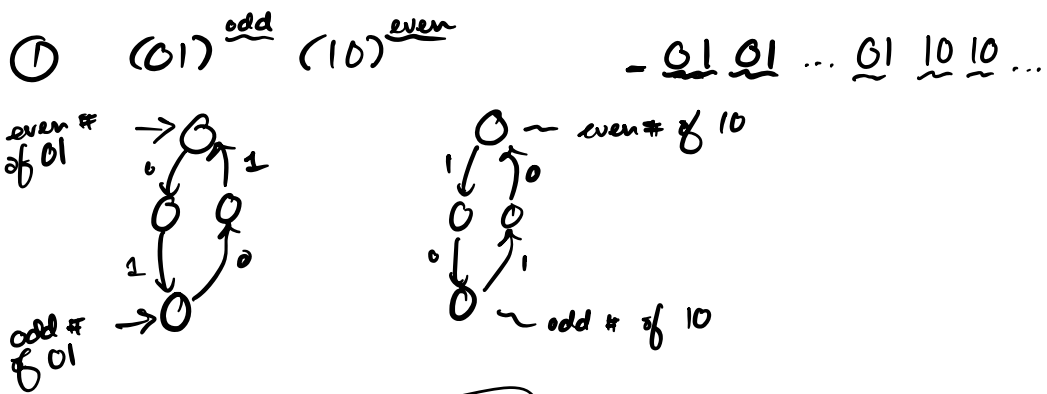 ① (01)^odd (10)^even - 01 01 ... 01 10 10 ...
even #
of 01
even # of 10
0 1 1 0
1 0 0 1
odd #
of 01
odd # of 10